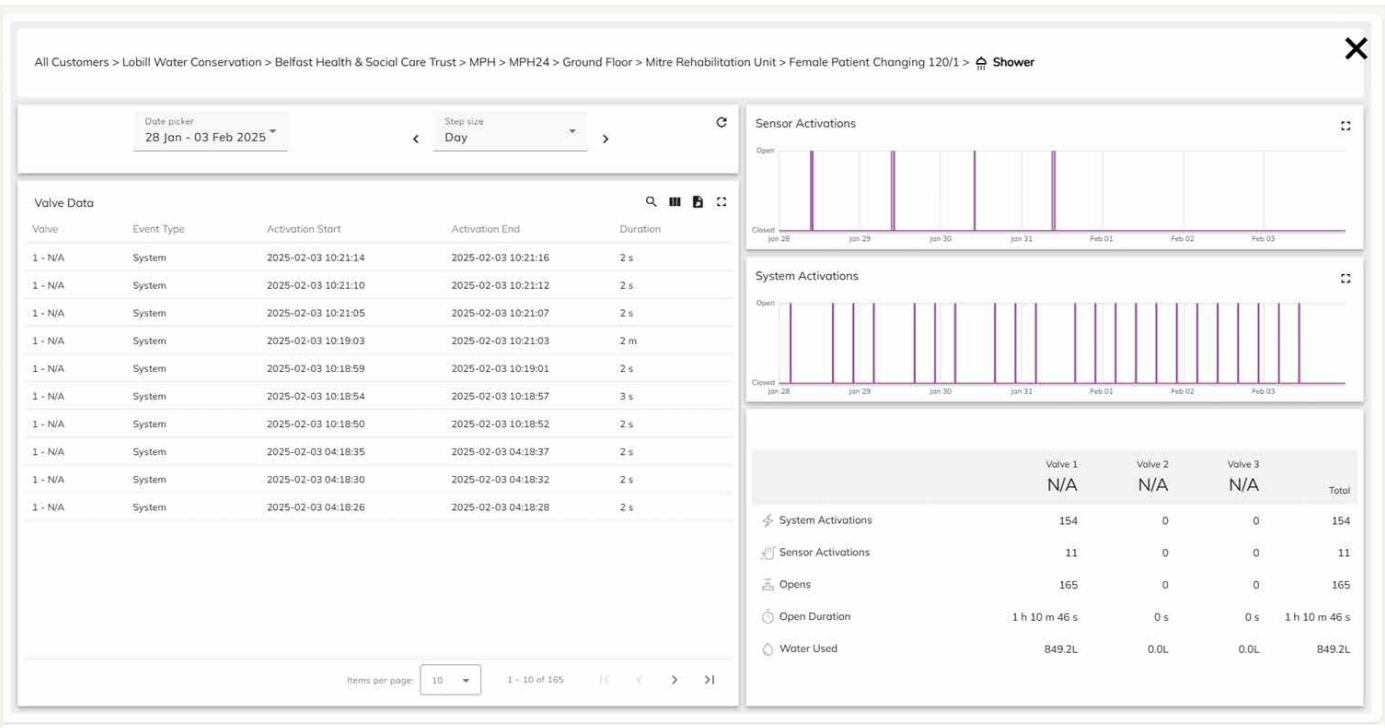 All Customers > Lobill Water Conservation > Belfast Health & Social Care Trust > MPH > MPH24 > Ground Floor > Mitre Rehabilitation Unit > Female Patient Changing 120/1 > Shower
Date picker
28 Jan - 03 Feb 2025
Step size
Day
Valve Data
Valve Event Type Activation Start Activation End Duration
1 - N/A System 2025-02-03 10:21:14 2025-02-03 10:21:16 2 s
1 - N/A System 2025-02-03 10:21:10 2025-02-03 10:21:12 2 s
1 - N/A System 2025-02-03 10:21:05 2025-02-03 10:21:07 2 s
1 - N/A System 2025-02-03 10:19:03 2025-02-03 10:21:03 2 m
1 - N/A System 2025-02-03 10:18:59 2025-02-03 10:19:01 2 s
1 - N/A System 2025-02-03 10:18:54 2025-02-03 10:18:57 3 s
1 - N/A System 2025-02-03 10:18:50 2025-02-03 10:18:52 2 s
1 - N/A System 2025-02-03 04:18:35 2025-02-03 04:18:37 2 s
1 - N/A System 2025-02-03 04:18:30 2025-02-03 04:18:32 2 s
1 - N/A System 2025-02-03 04:18:26 2025-02-03 04:18:28 2 s
Items per page: 10 1 - 10 of 165
Sensor Activations
Open
Closed
Jan 28 Jan 29 Jan 30 Jan 31 Feb 01 Feb 02 Feb 03
System Activations
Open
Closed
Jan 28 Jan 29 Jan 30 Jan 31 Feb 01 Feb 02 Feb 03
Valve 1 Valve 2 Valve 3
N/A N/A N/A Total
System Activations 154 0 0 154
Sensor Activations 11 0 0 11
Opens 165 0 0 165
Open Duration 1 h 10 m 46 s 0 s 0 s 1 h 10 m 46 s
Water Used 849.2L 0.0L 0.0L 849.2L